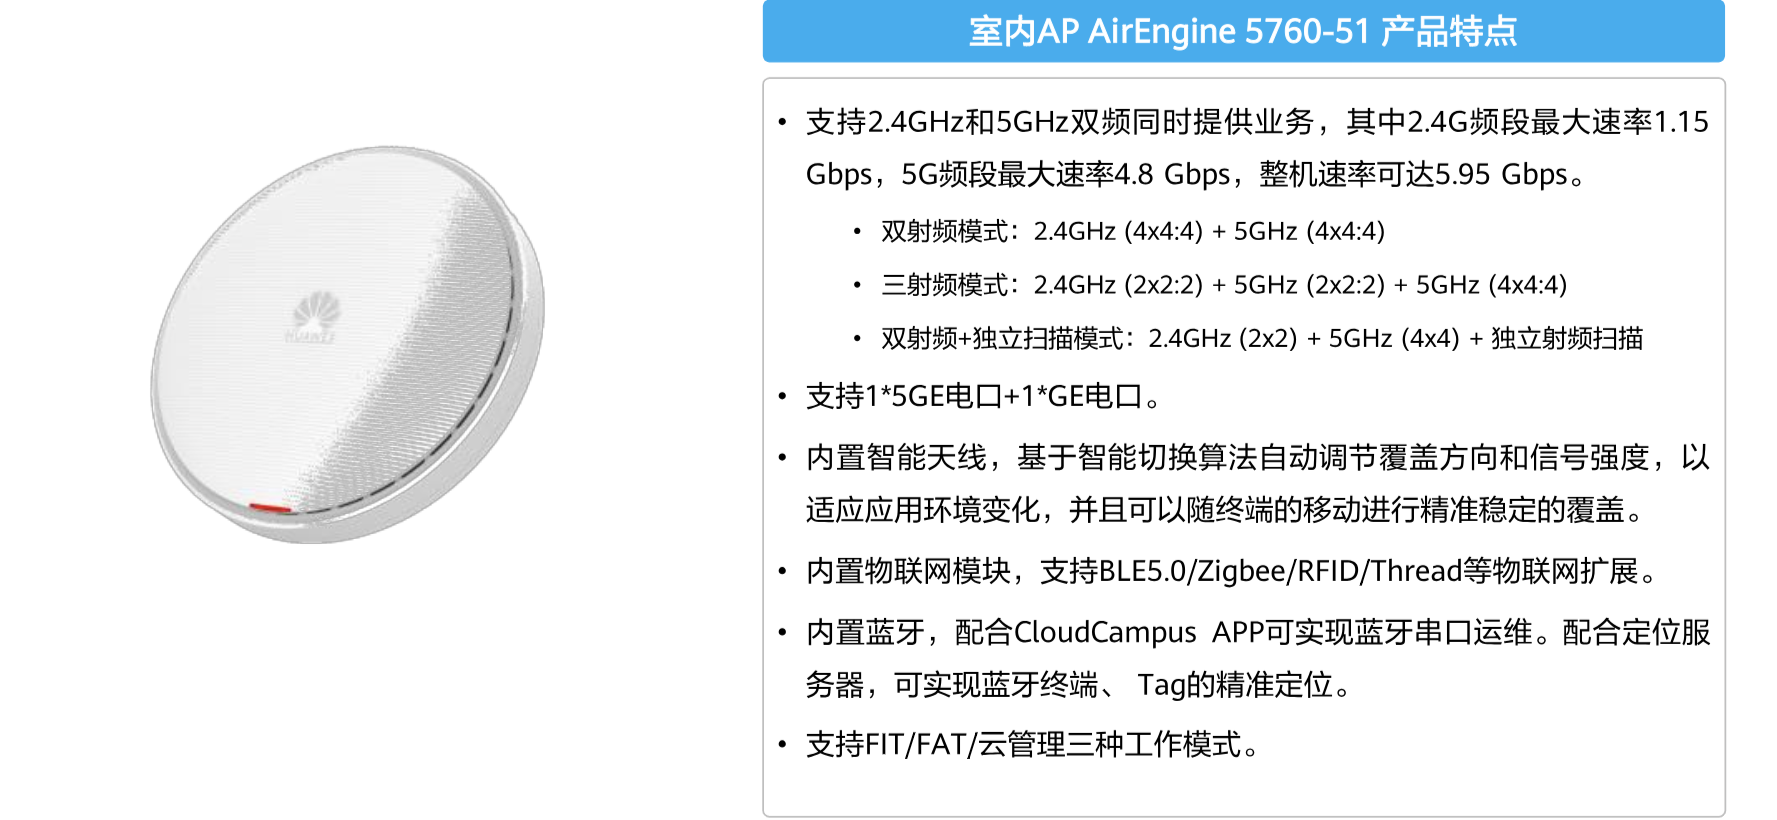 室内AP AirEngine 5760-51 产品特点
• 支持2.4GHz和5GHz双频同时提供业务，其中2.4G频段最大速率1.15
Gbps，5G频段最大速率4.8 Gbps，整机速率可达5.95 Gbps。
• 双射频模式：2.4GHz (4x4:4) + 5GHz (4x4:4)
• 三射频模式：2.4GHz (2x2:2) + 5GHz (2x2:2) + 5GHz (4x4:4)
• 双射频+独立扫描模式：2.4GHz (2x2) + 5GHz (4x4) + 独立射频扫描
• 支持1*5GE电口+1*GE电口。
• 内置智能天线，基于智能切换算法自动调节覆盖方向和信号强度，以
适应应用环境变化，并且可以随终端的移动进行精准稳定的覆盖。
• 内置物联网模块，支持BLE5.0/Zigbee/RFID/Thread等物联网扩展。
• 内置蓝牙，配合CloudCampus APP可实现蓝牙串口运维。配合定位服
务器，可实现蓝牙终端、 Tag的精准定位。
• 支持FIT/FAT/云管理三种工作模式。
HUAWEI